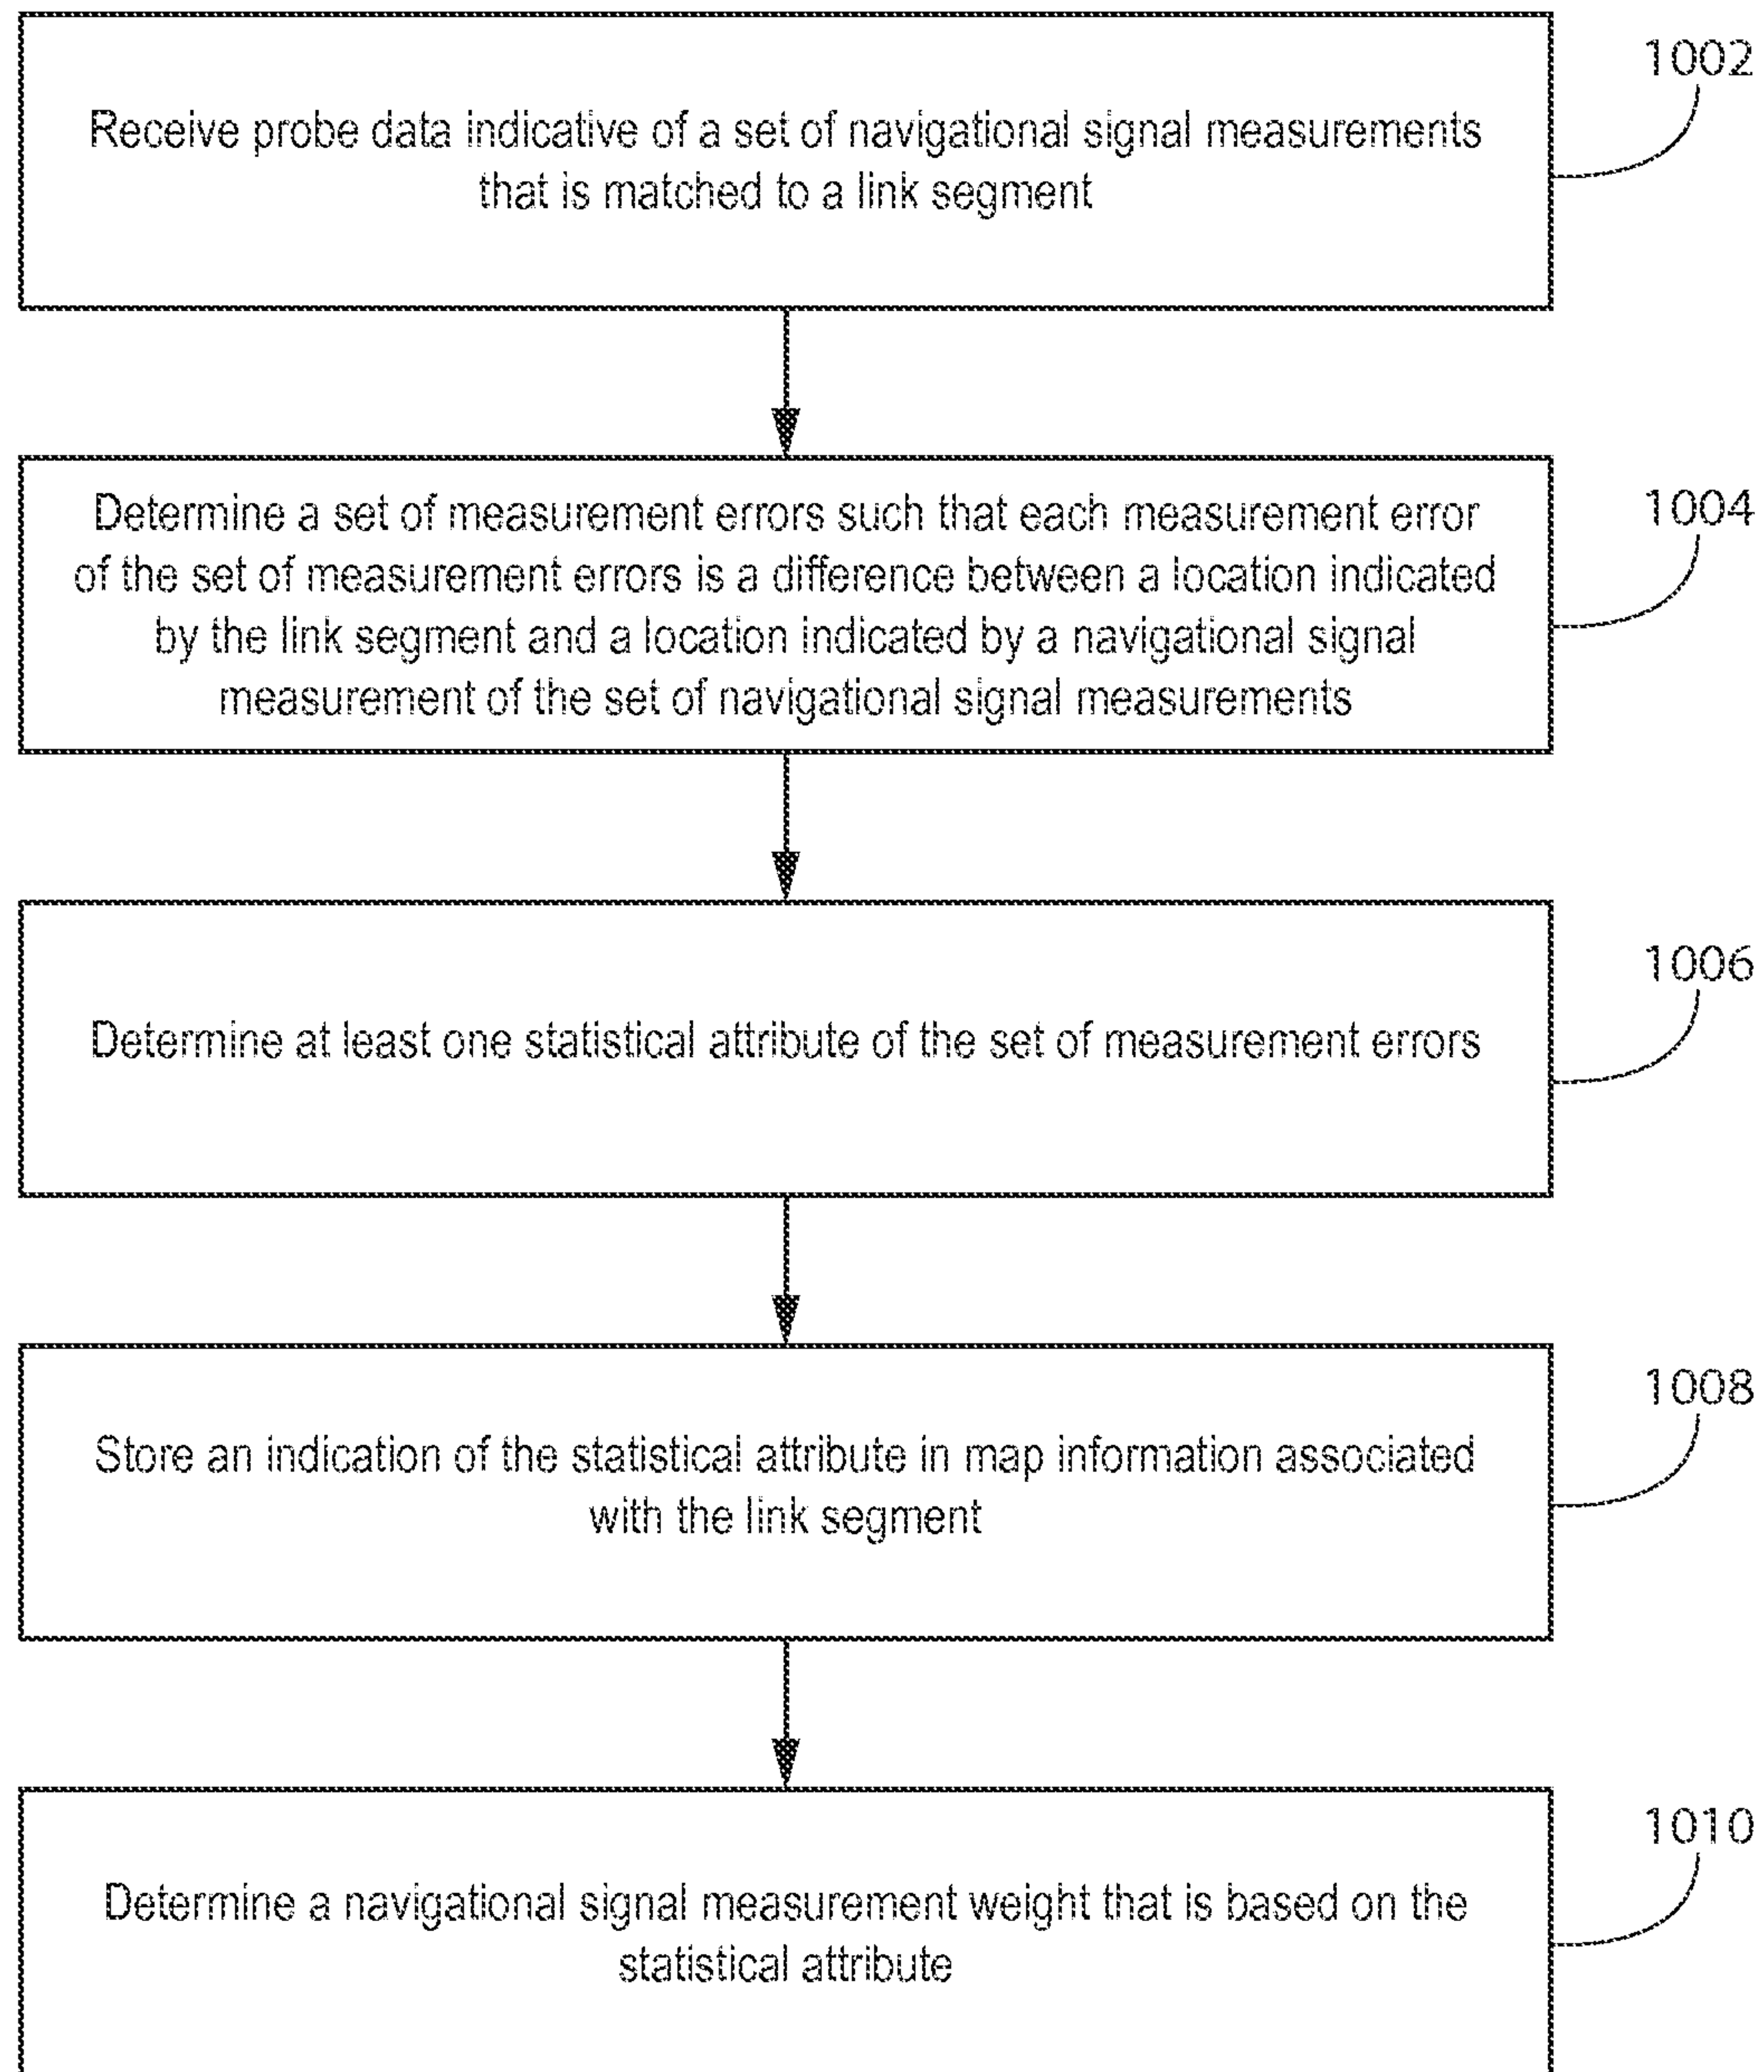 1002
Receive probe data indicative of a set of navigational signal measurements
that is matched to a link segment
1004
Determine a set of measurement errors such that each measurement error
of the set of measurement errors is a difference between a location indicated
by the link segment and a location indicated by a navigational signal
measurement of the set of navigational signal measurements
1006
Determine at least one statistical attribute of the set of measurement errors
1008
Store an indication of the statistical attribute in map information associated
with the link segment
1010
Determine a navigational signal measurement weight that is based on the
statistical attribute